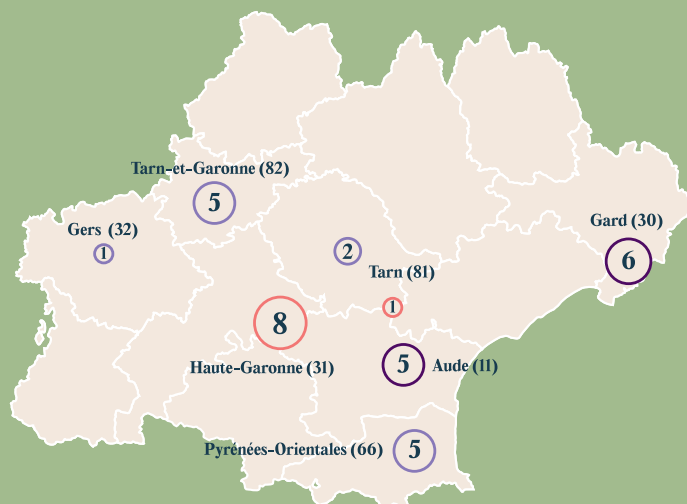 Tarn-et-Garonne (82)
5
Gers (32)
1
2
Tarn (81)
1
Gard (30)
6
8
Haute-Garonne (31)
5 Aude (11)
Pyrénées-Orientales (66) 5